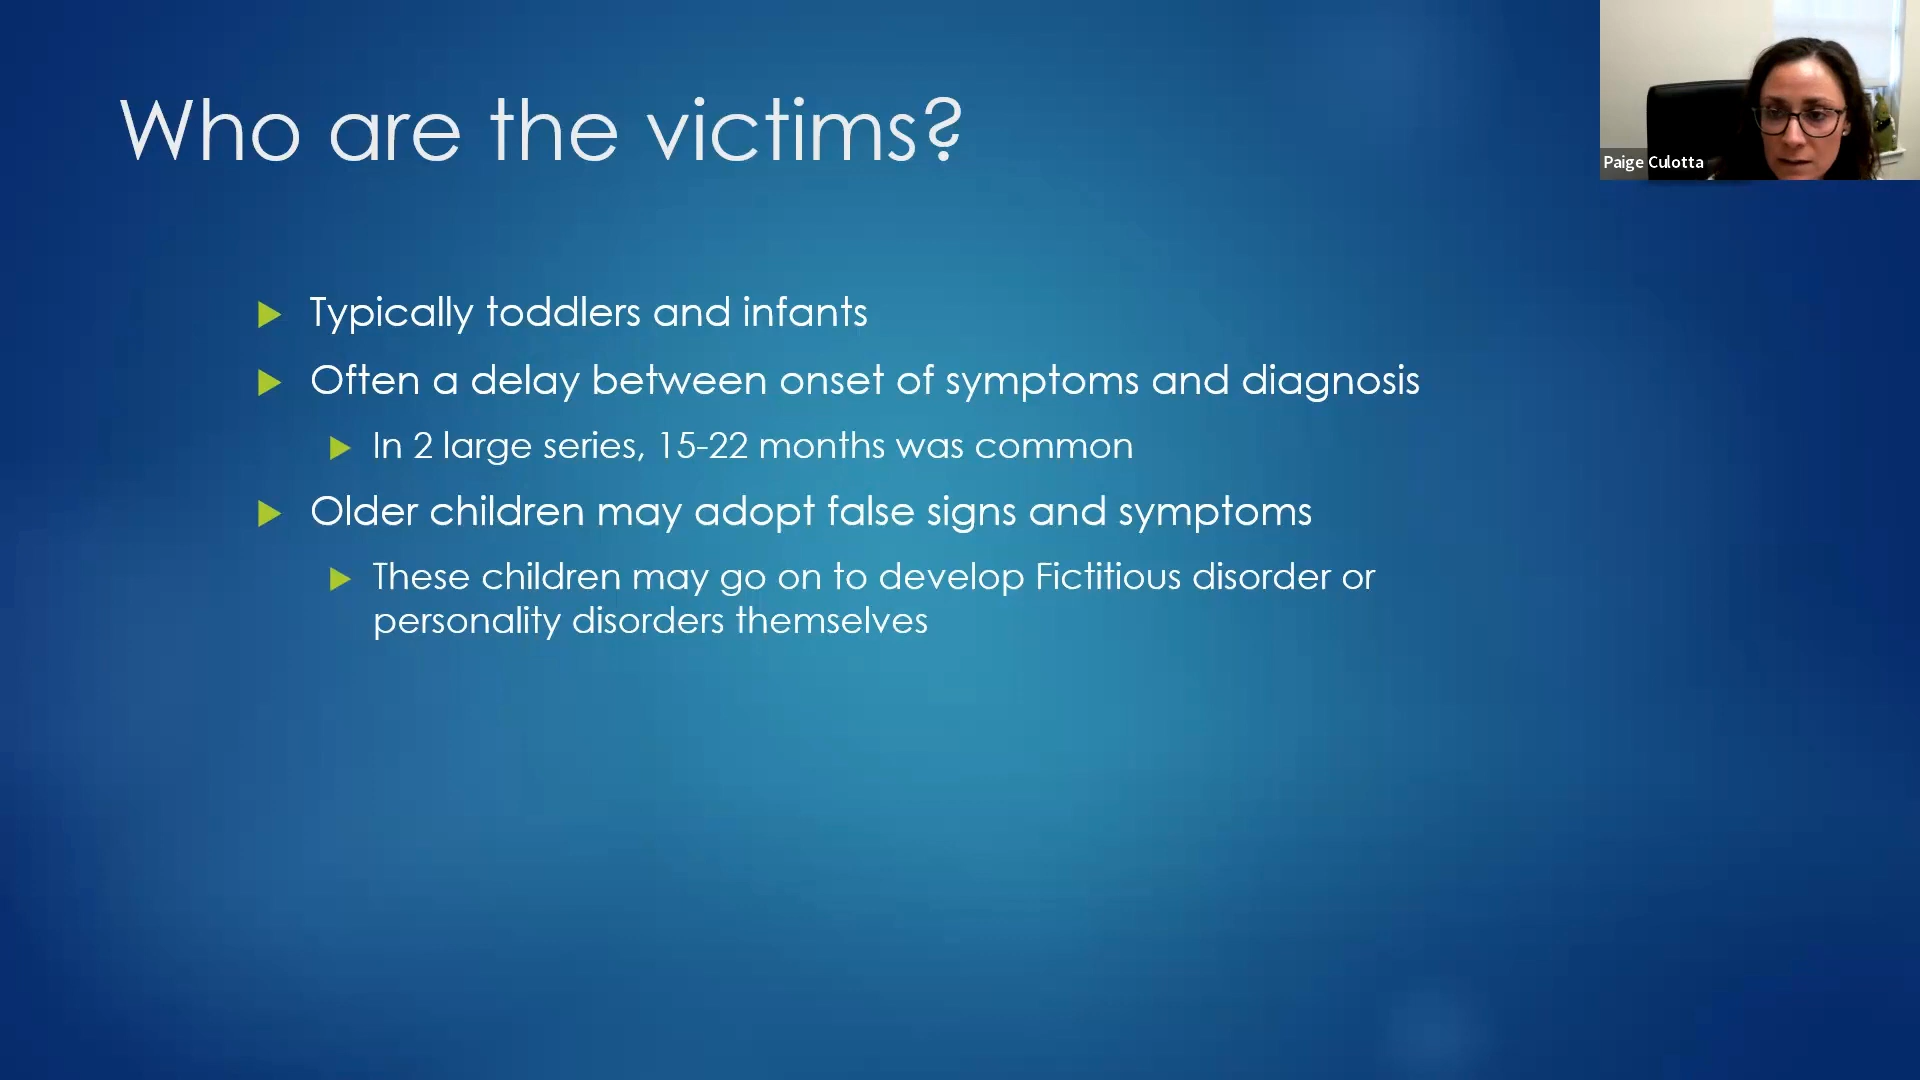 Who are the victims?
Paige Culotta
Typically toddlers and infants
Often a delay between onset of symptoms and diagnosis
In 2 large series, 15-22 months was common
Older children may adopt false signs and symptoms
These children may go on to develop Fictitious disorder or
personality disorders themselves